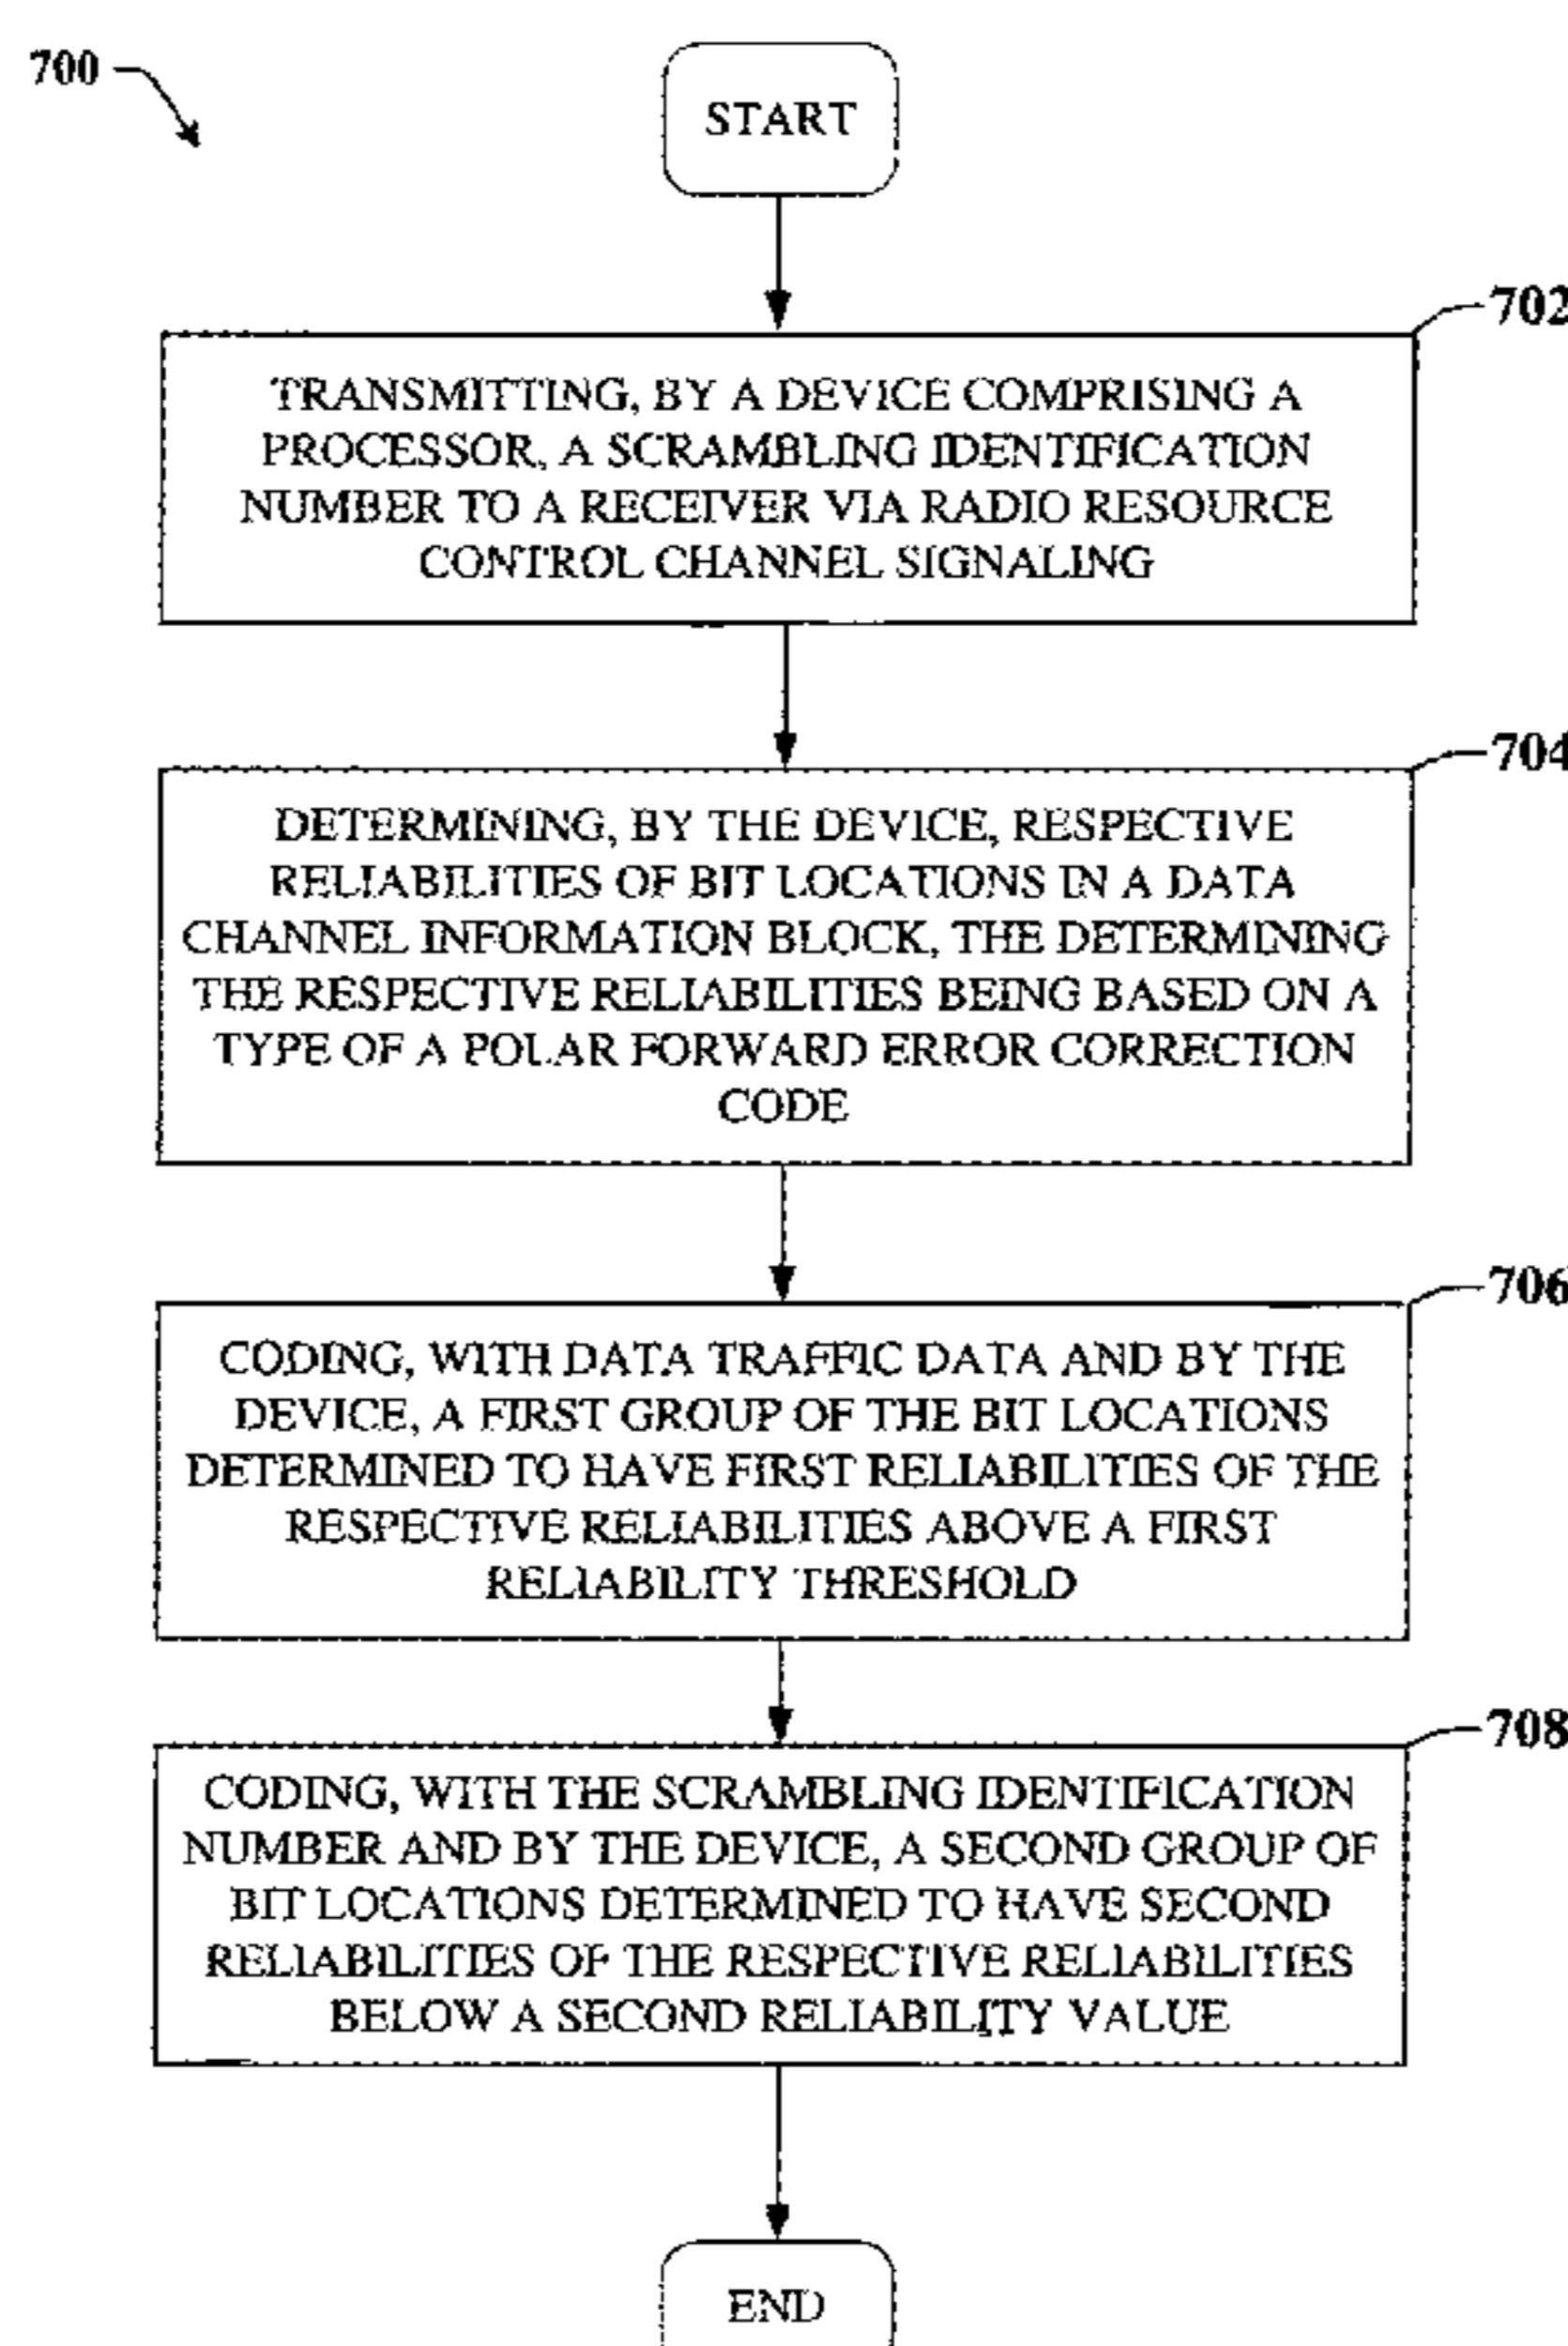 700
START
702
TRANSMITTING, BY A DEVICE COMPRISING A
PROCESSOR, A SCRAMBLING IDENTIFICATION
NUMBER TO A RECEIVER VIA RADIO RESOURCE
CONTROL CHANNEL SIGNALING
704
DETERMINING, BY THE DEVICE, RESPECTIVE
RELIABILITIES OF BIT LOCATIONS IN A DATA
CHANNEL INFORMATION BLOCK, THE DETERMINING
THE RESPECTIVE RELIABILITIES BEING BASED ON A
TYPE OF A POLAR FORWARD ERROR CORRECTION
CODE
706
CODING, WITH DATA TRAFFIC DATA AND BY THE
DEVICE, A FIRST GROUP OF THE BIT LOCATIONS
DETERMINED TO HAVE FIRST RELIABILITIES OF THE
RESPECTIVE RELIABILITIES ABOVE A FIRST
RELIABILITY THRESHOLD
708
CODING, WITH THE SCRAMBLING IDENTIFICATION
NUMBER AND BY THE DEVICE, A SECOND GROUP OF
BIT LOCATIONS DETERMINED TO HAVE SECOND
RELIABILITIES OF THE RESPECTIVE RELIABILITIES
BELOW A SECOND RELIABILITY VALUE
END